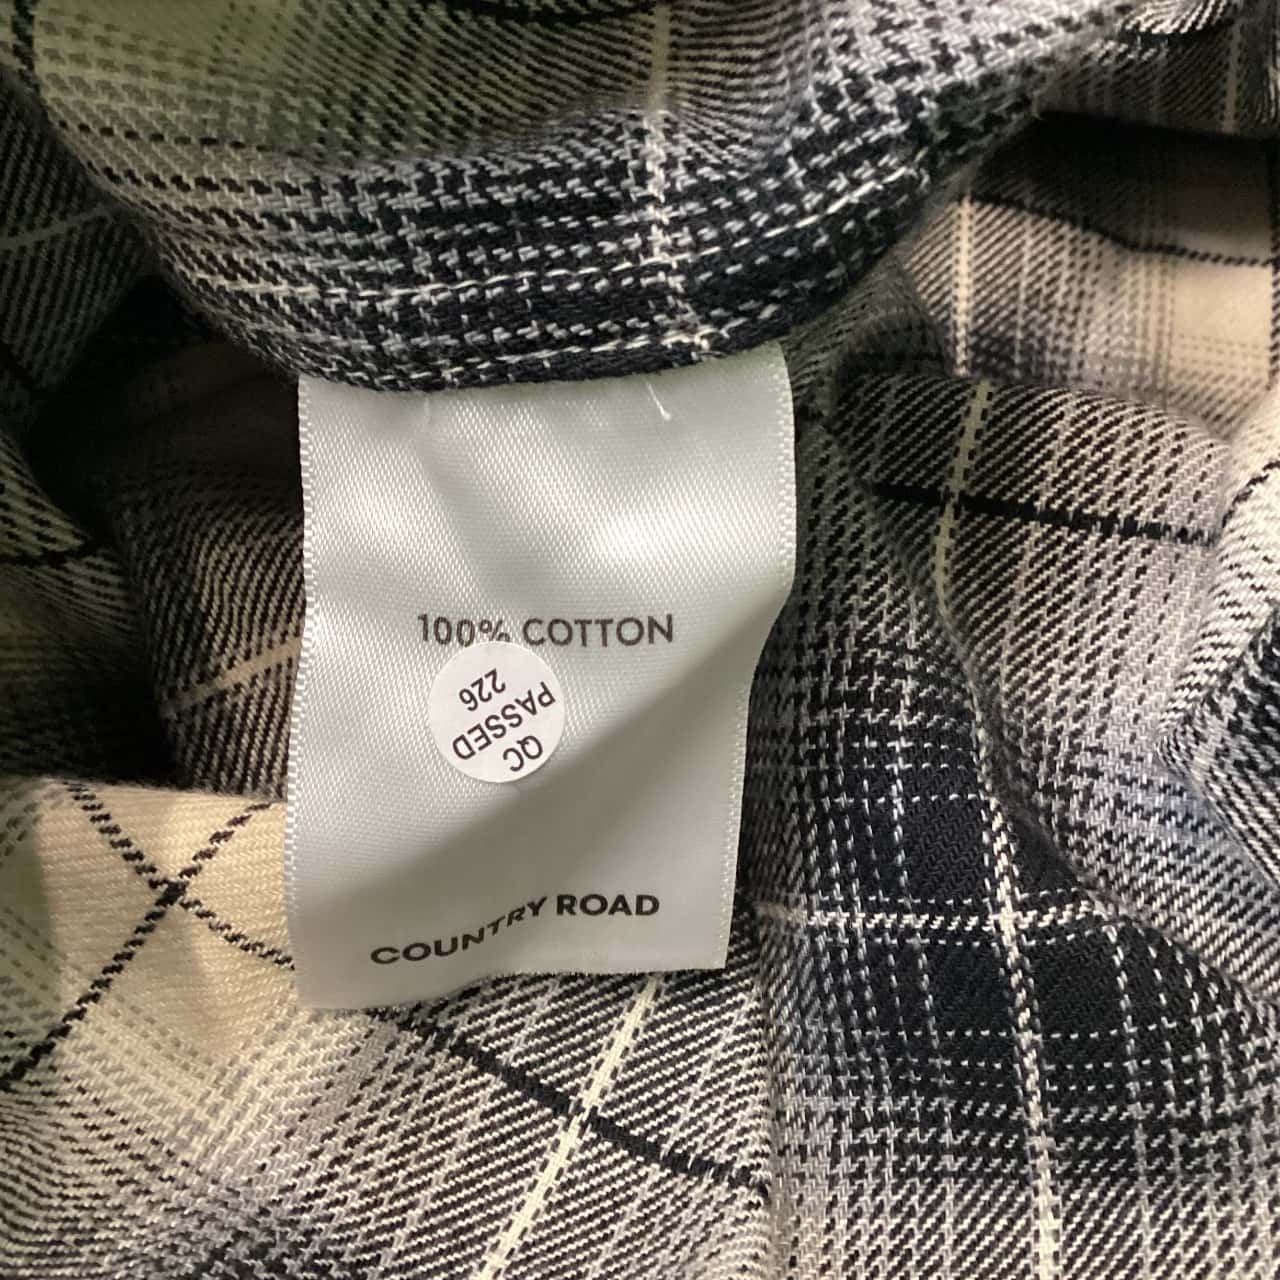 100% COTTON
QC
PASSED
226
COUNTRY ROAD